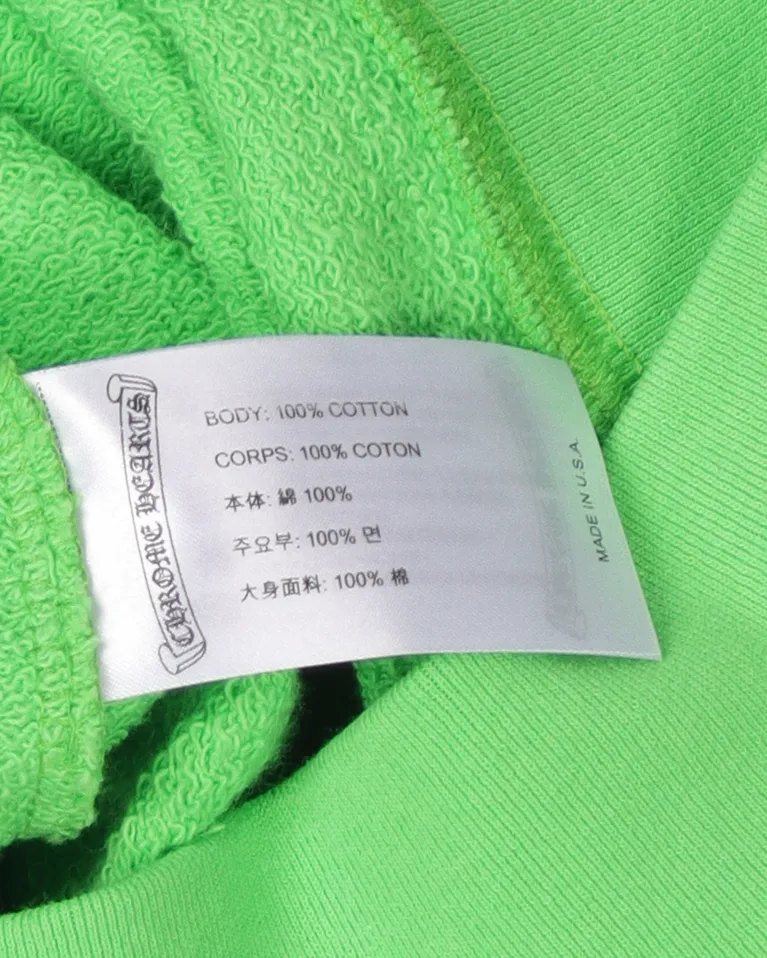 CHROME HEARTS
BODY: 100% COTTON
CORPS: 100% COTON
本体: 綿 100%
주요부: 100% 면
大身面料: 100% 棉
MADE IN U.S.A.